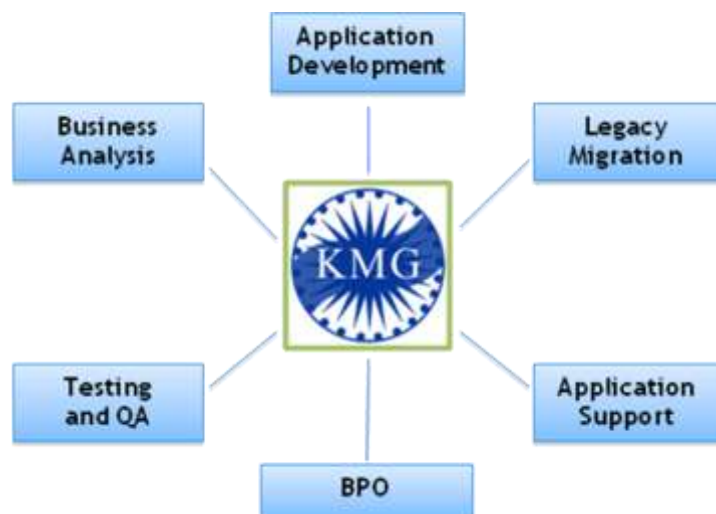 Application
Development
Business
Analysis
Legacy
Migration
KMG
Testing
and QA
Application
Support
BPO